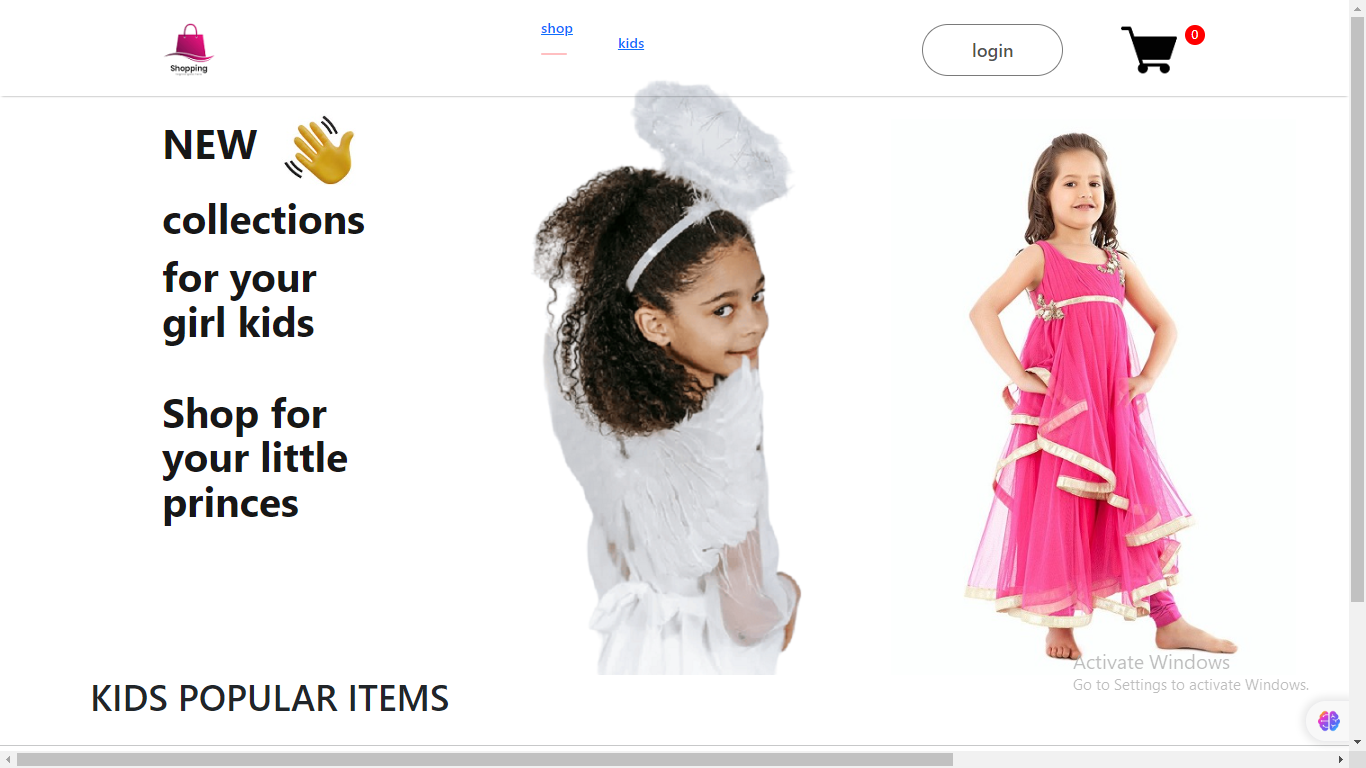 shop
kids
login
0
Shopping
NEW
collections
for your
girl kids
Shop for
your little
princes
KIDS POPULAR ITEMS
Activate Windows
Go to Settings to activate Windows.